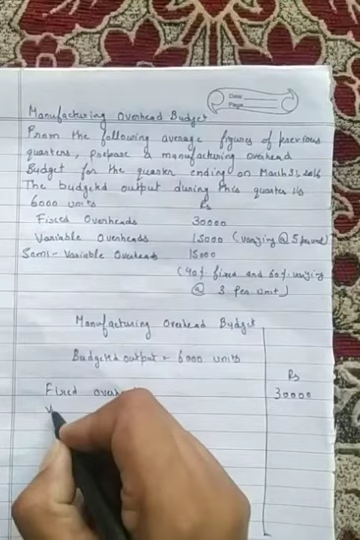 Date
Page
Manufacturing Overhead Budget
From the following average figures of previous
quarters, prepare a manufacturing overhead
Budget for the quarter ending on March 31, 2016
The budgeted output during this quarter is
6000 units Rs
Fixed Overheads 30000
Variable Overheads 15000 (varying @ 5 per unit)
Semi-Variable Overheads 15000
(40% fixed and 60% varying
@ 3 per unit)
Manufacturing Overhead Budget
Budgeted output = 6000 units
Rs
Fixed 30000